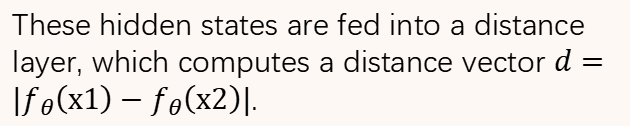 These hidden states are fed into a distance
layer, which computes a distance vector d =
|fθ(x1) − fθ(x2)|.